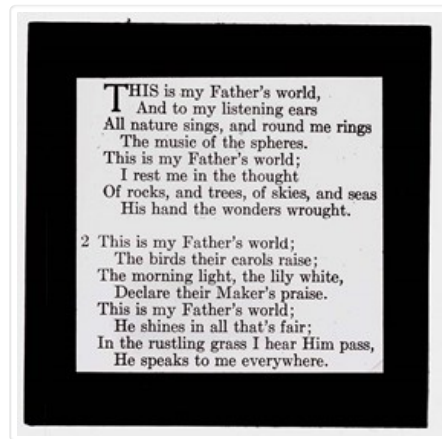 THIS is my Father's world,
And to my listening ears
All nature sings, and round me rings
The music of the spheres.
This is my Father's world;
I rest me in the thought
Of rocks, and trees, of skies, and seas
His hand the wonders wrought.
2 This is my Father's world;
The birds their carols raise;
The morning light, the lily white,
Declare their Maker's praise.
This is my Father's world;
He shines in all that's fair;
In the rustling grass I hear Him pass,
He speaks to me everywhere.